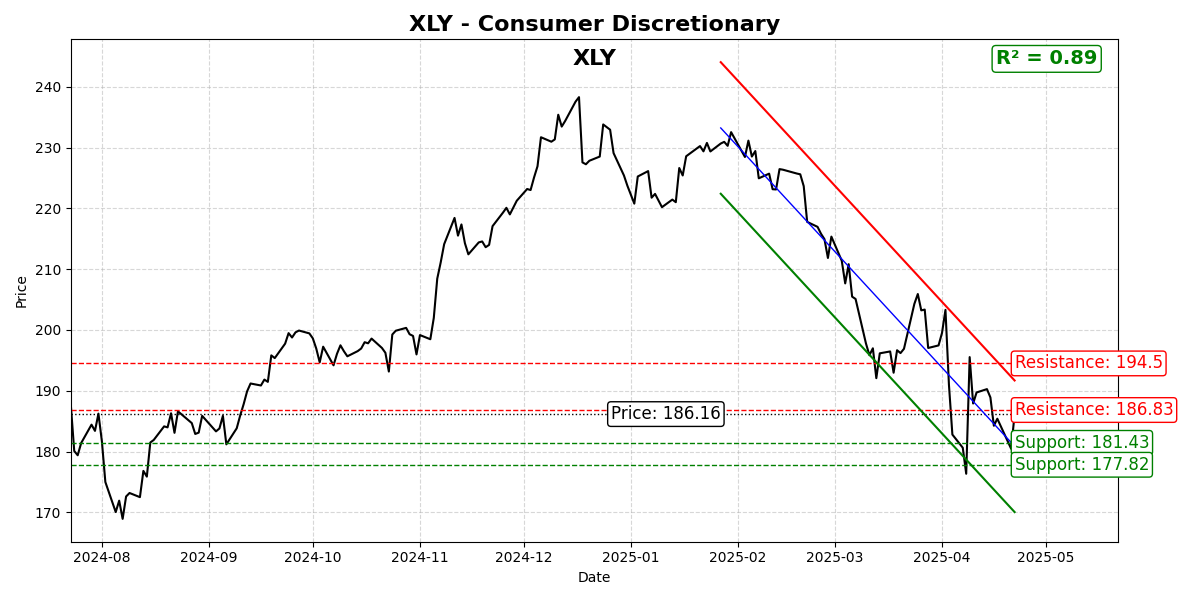 XLY - Consumer Discretionary
XLY
R² = 0.89
Price
240
230
220
210
200
190
180
170
Resistance: 194.5
Price: 186.16
Resistance: 186.83
Support: 181.43
Support: 177.82
2024-08
2024-09
2024-10
2024-11
2024-12
2025-01
2025-02
2025-03
2025-04
2025-05
Date